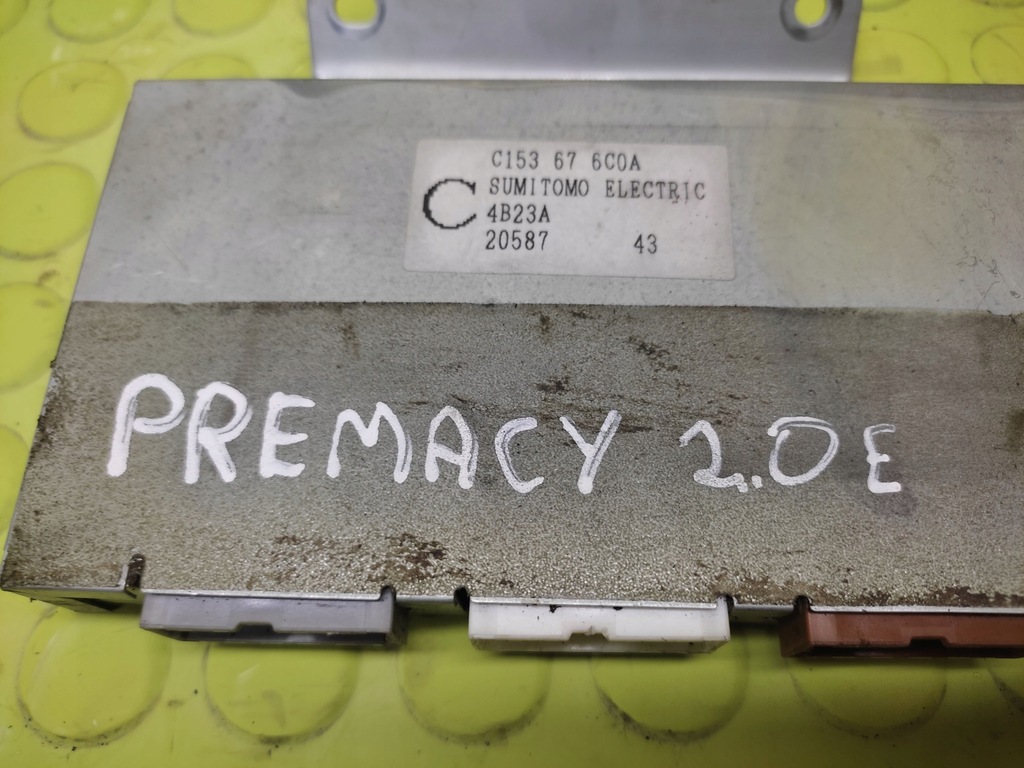 C153 67 6C0A
C SUMITOMO ELECTRIC
4B23A
20587 43
PREMACY 2.0E